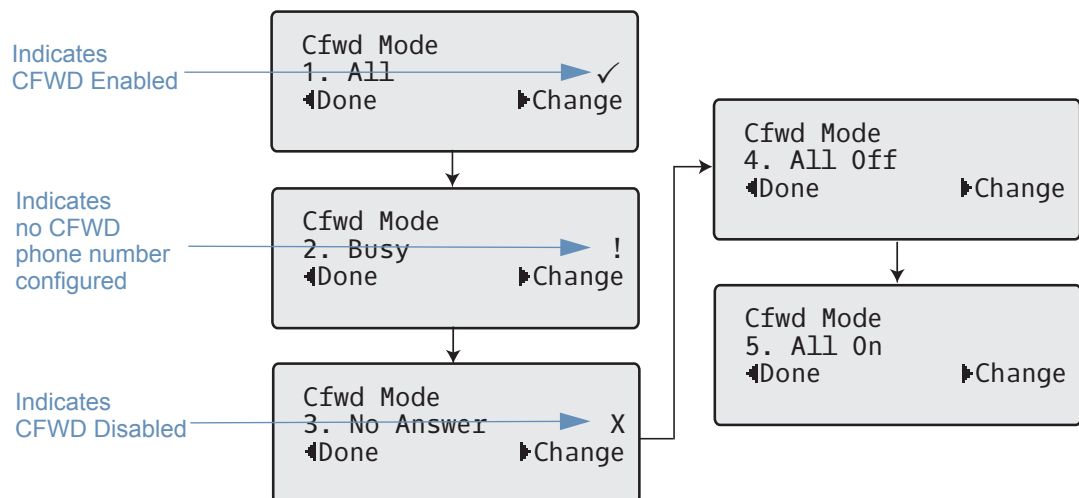 Indicates
CFWD Enabled
Cfwd Mode
1. All ✓
◀Done ▶Change
Indicates
no CFWD
phone number
configured
Cfwd Mode
2. Busy !
◀Done ▶Change
Indicates
CFWD Disabled
Cfwd Mode
3. No Answer X
◀Done ▶Change
Cfwd Mode
4. All Off
◀Done ▶Change
Cfwd Mode
5. All On
◀Done ▶Change